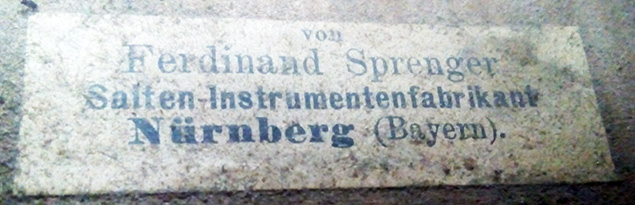 von
Ferdinand Sprenger
Saiten-Instrumentenfabrikant
Nürnberg (Bayern).